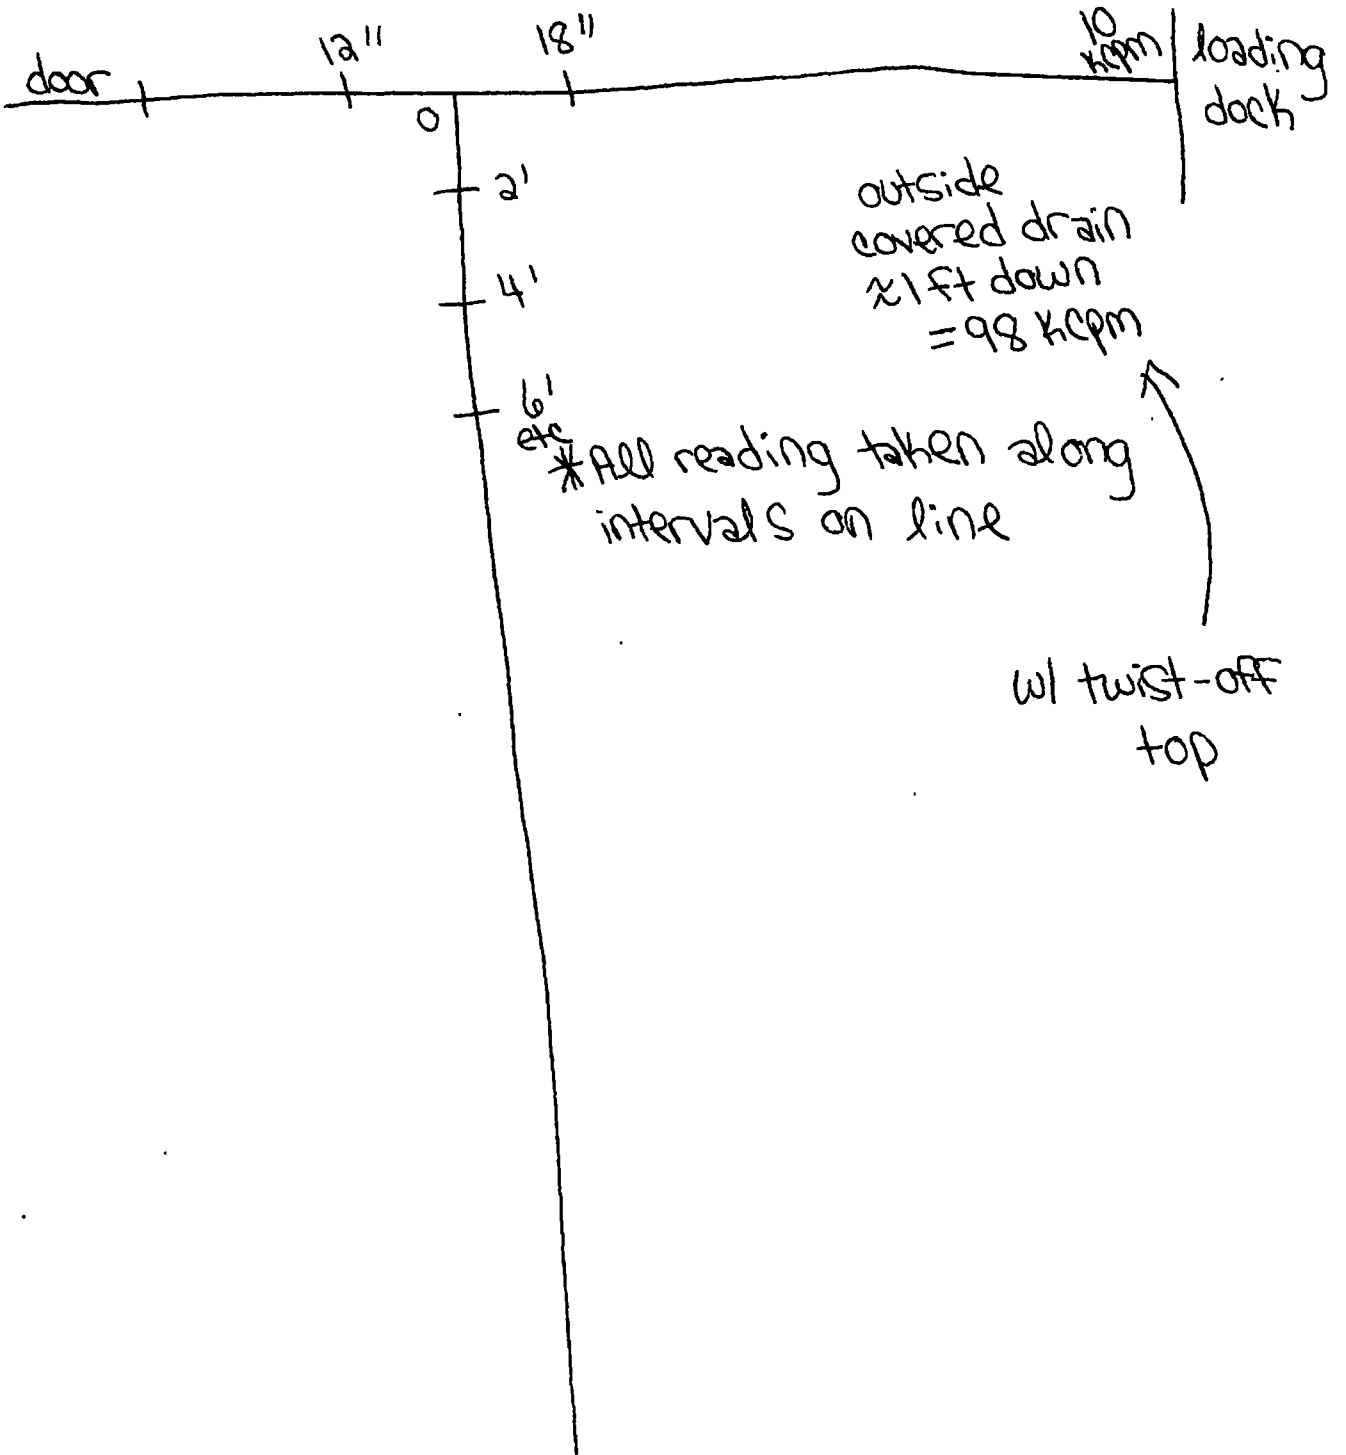 door
12"
18"
10
kcpm
loading
dock
0
2'
4'
6'
etc
outside
covered drain
≈1 ft down
= 98 kcpm
*All reading taken along
intervals on line
w/ twist-off
top